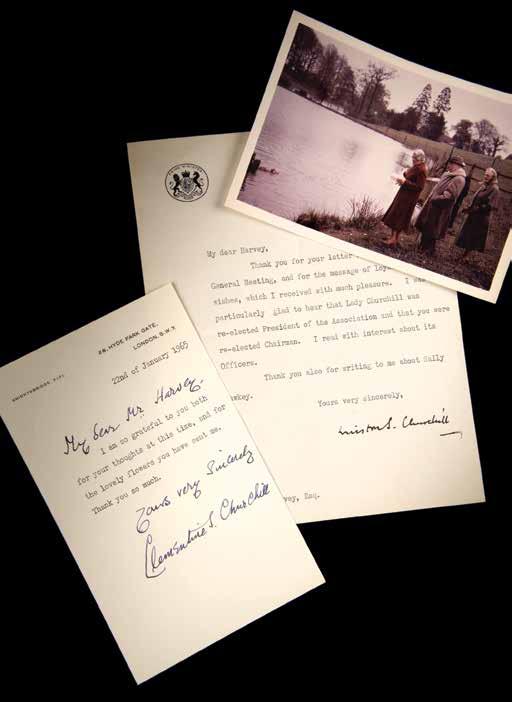 My dear Harvey,
Thank you for your letter
General Meeting, and for the message of
wishes, which I received with much pleasure. I was
particularly glad to hear that Lady Churchill was
re-elected President of the Association and that you were
re-elected Chairman. I read with interest about its
Officers.
Thank you also for writing to me about Sally
Yours very sincerely,
Winston S. Churchill
Esq.
28, HYDE PARK GATE,
LONDON, S.W.7.
22nd of January 1965
My dear Mr. Harvey.
I am so grateful to you both
for your thoughts at this time, and for
the lovely flowers you have sent me.
Thank you so much.
Yours very sincerely
Clementine S. Churchill